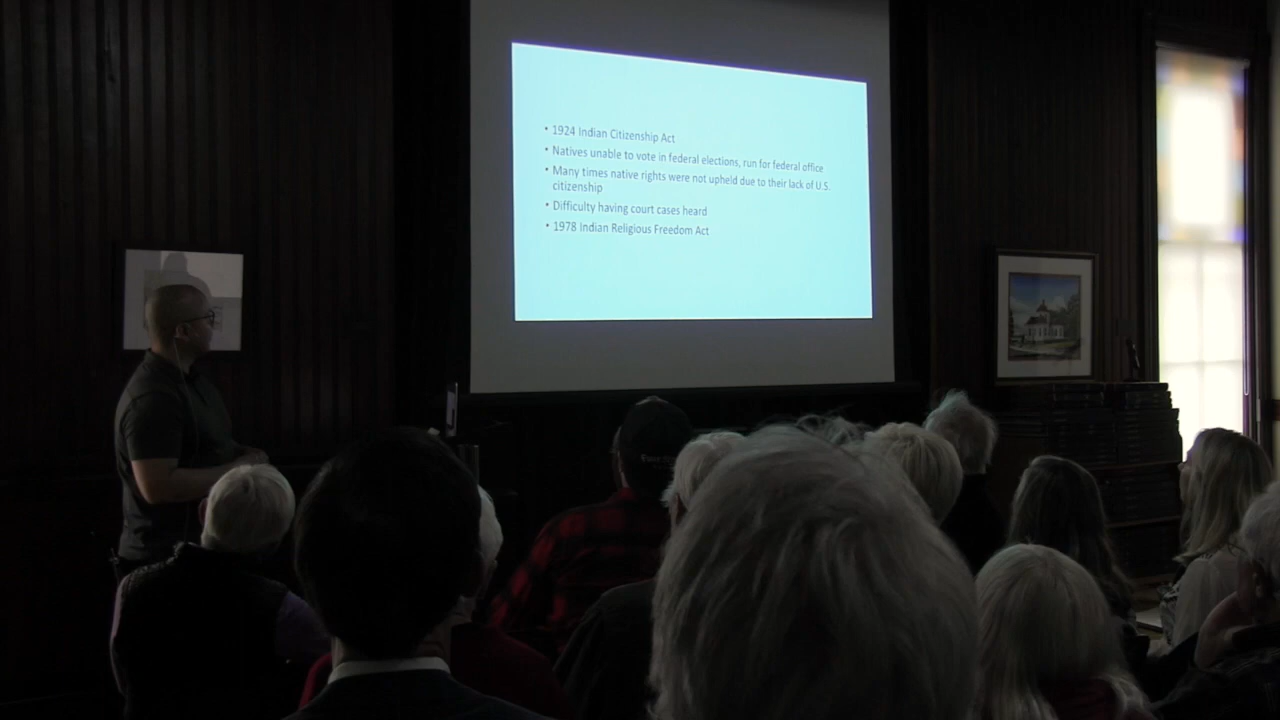 • 1924 Indian Citizenship Act
• Natives unable to vote in federal elections, run for federal office
• Many times native rights were not upheld due to their lack of U.S.
citizenship
• Difficulty having court cases heard
• 1978 Indian Religious Freedom Act